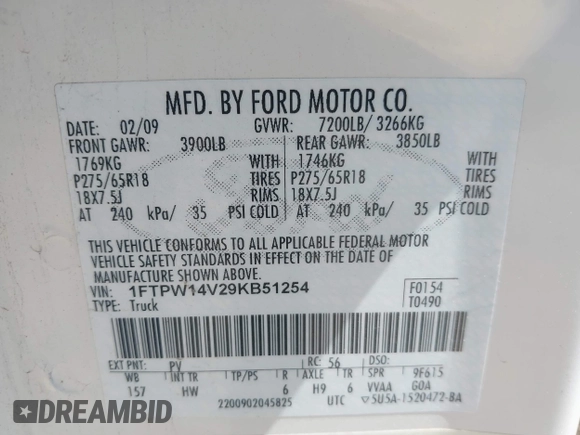 MFD. BY FORD MOTOR CO.
DATE: 02/09 GVWR: 7200LB/ 3266KG
FRONT GAWR: 3900LB REAR GAWR: 3850LB
1769KG WITH 1746KG WITH
P275/65R18 TIRES P275/65R18 TIRES
18X7.5J RIMS 18X7.5J RIMS
AT 240 kPa/ 35 PSI COLD AT 240 kPa/ 35 PSI COLD
THIS VEHICLE CONFORMS TO ALL APPLICABLE FEDERAL MOTOR
VEHICLE SAFETY STANDARDS IN EFFECT ON THE DATE OF
MANUFACTURE SHOWN ABOVE.
VIN: 1FTPW14V29KB51254 F0154
TYPE: Truck T0490
EXT PNT: PV RC: 56 DSO:
WB INT TR TP/PS R AXLE TR SPR 9F615
157 HW 6 H9 6 VVAA GOA
2200902045825 UTC ▽5U5A-1520472-BA
DREAMBID